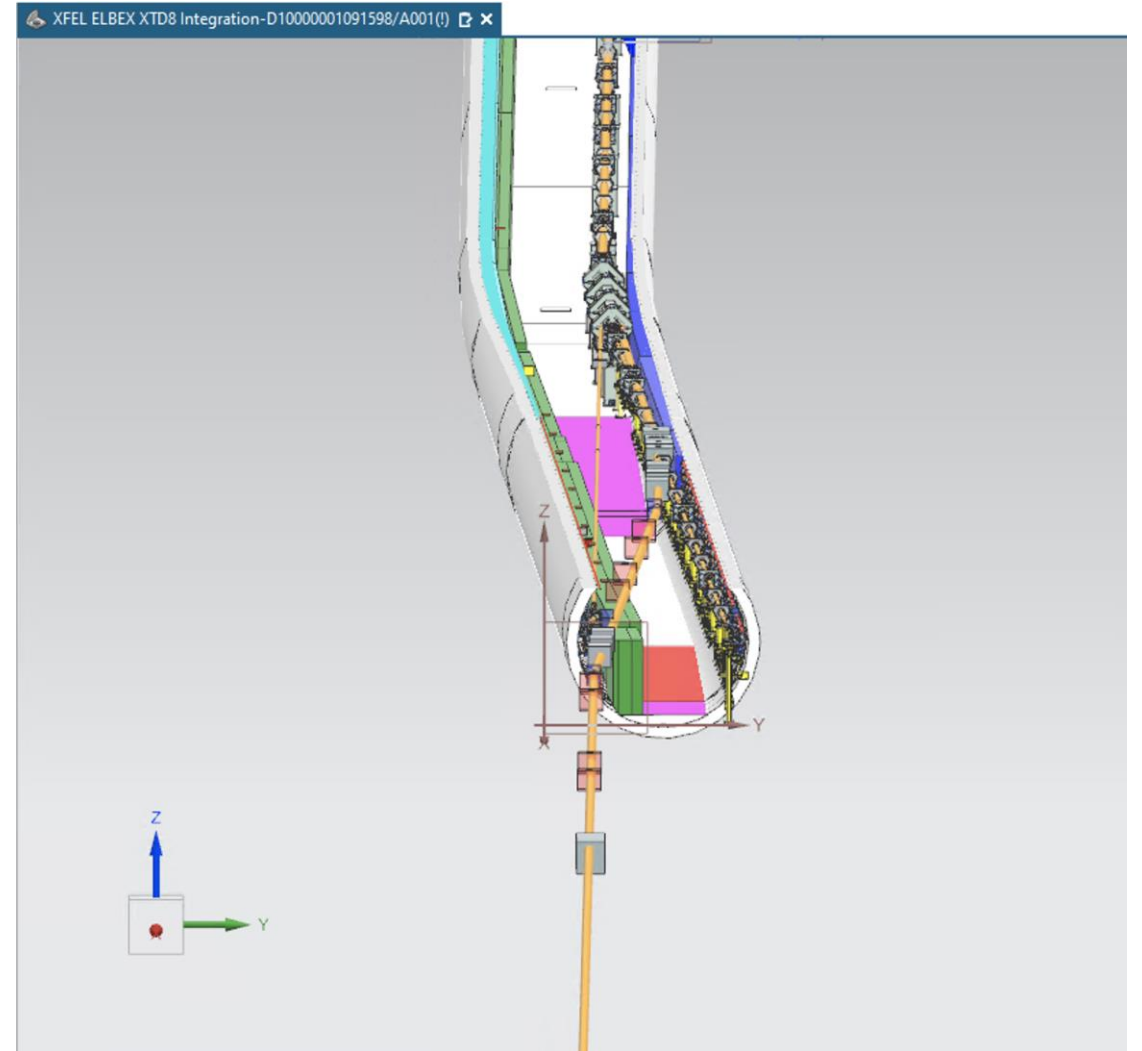 XFEL ELBEX XTD8 Integration-D10000001091598/A001(!)
Z
Y
X
Z
Y
X